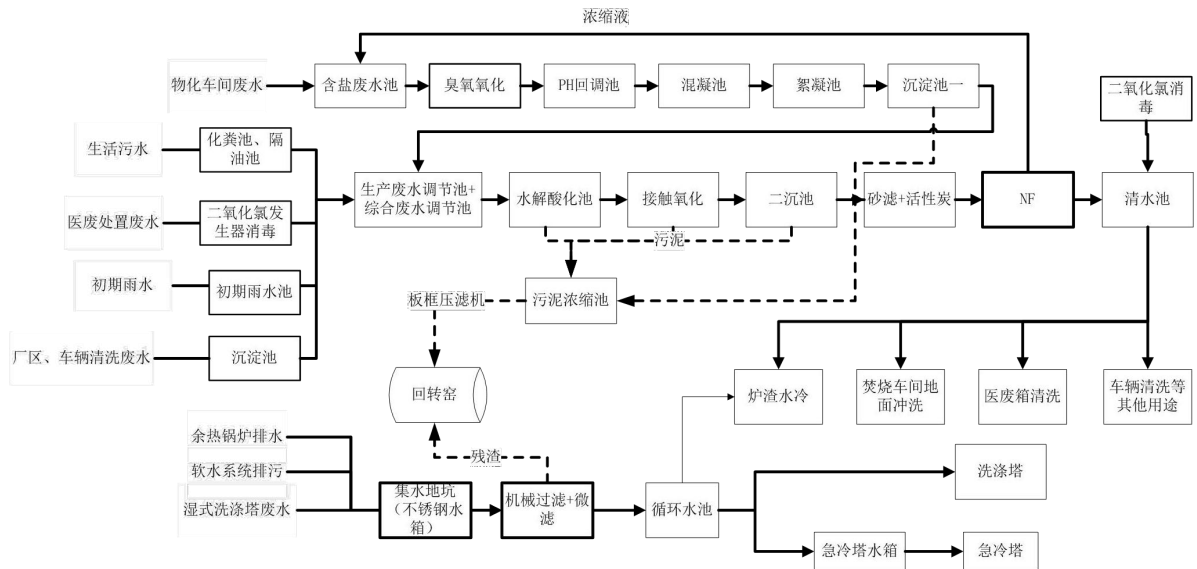 浓缩液
物化车间废水
含盐废水池
臭氧氧化
PH回调池
混凝池
絮凝池
沉淀池一
二氧化氯消
毒
生活污水
化粪池、隔
油池
医废处置废水
二氧化氯发
生器消毒
初期雨水
初期雨水池
厂区、车辆清洗废水
沉淀池
生产废水调节池+
综合废水调节池
水解酸化池
接触氧化
二沉池
砂滤+活性炭
NF
清水池
污泥
污泥浓缩池
板框压滤机
回转窑
炉渣水冷
焚烧车间地
面冲洗
医废箱清洗
车辆清洗等
其他用途
余热锅炉排水
软水系统排污
湿式洗涤塔废水
集水地坑
(不锈钢水
箱)
残渣
机械过滤+微
滤
循环水池
洗涤塔
急冷塔水箱
急冷塔